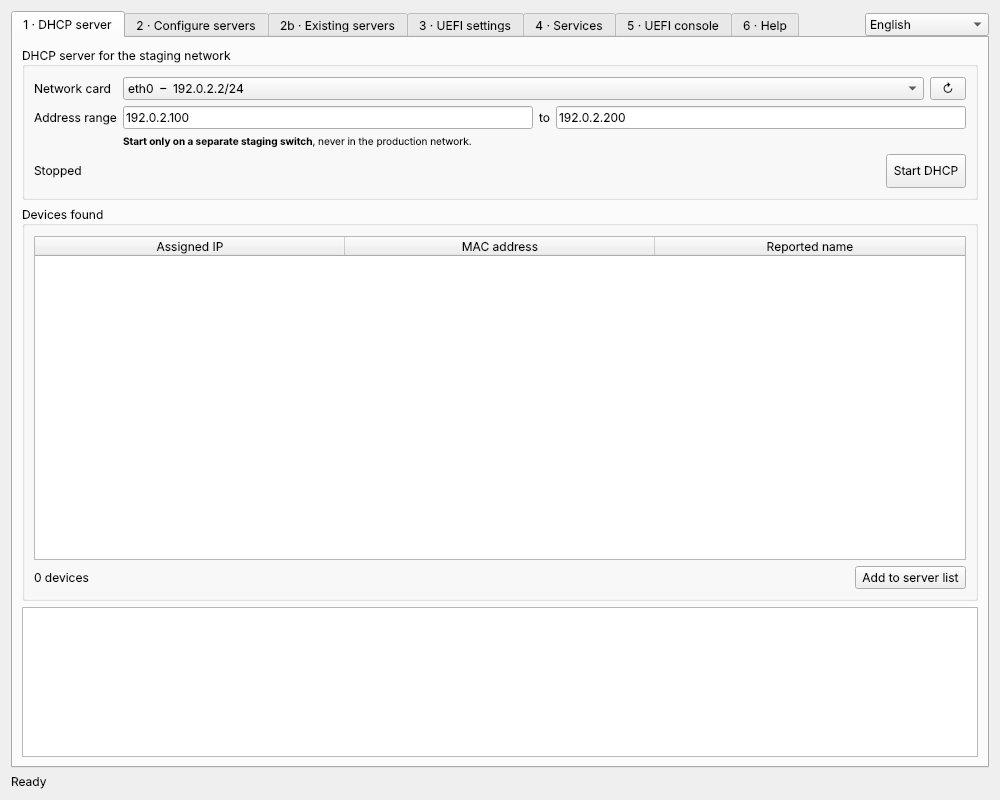 1 · DHCP server
2 · Configure servers
2b · Existing servers
3 · UEFI settings
4 · Services
5 · UEFI console
6 · Help
English
DHCP server for the staging network
Network card
eth0 – 192.0.2.2/24
Address range
192.0.2.100
to
192.0.2.200
Start only on a separate staging switch, never in the production network.
Stopped
Start DHCP
Devices found
Assigned IP
MAC address
Reported name
0 devices
Add to server list
Ready